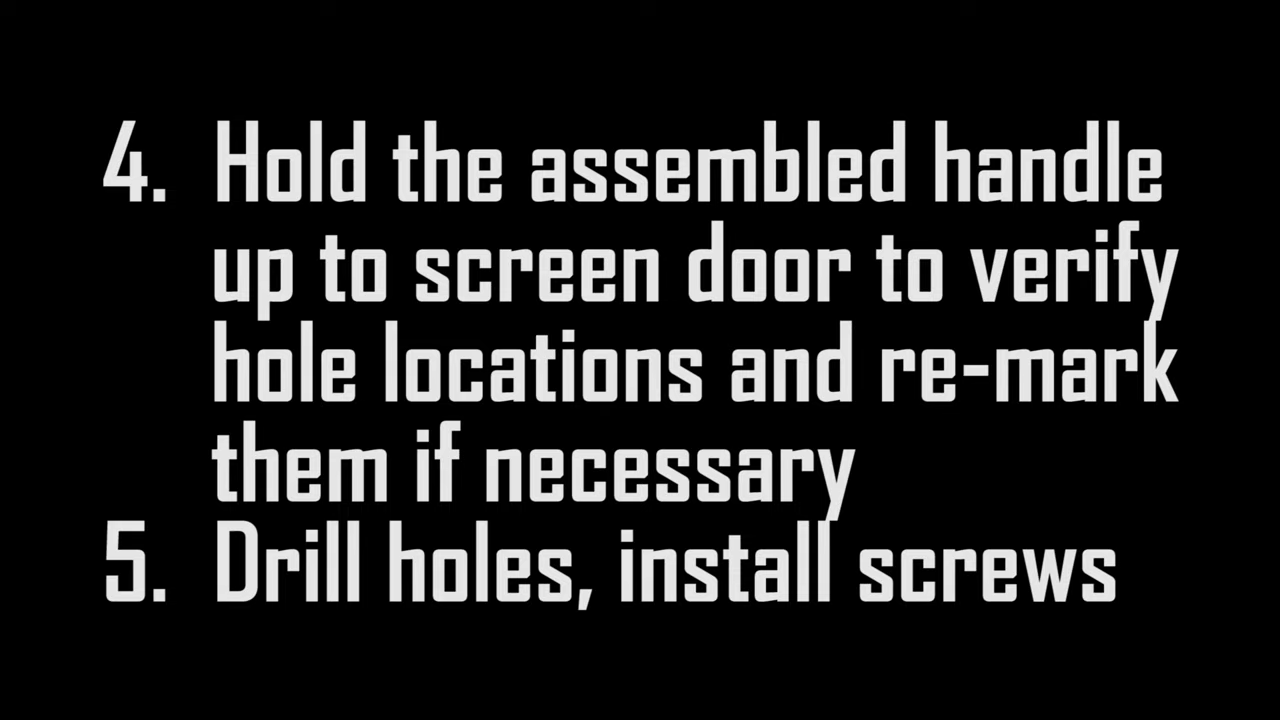 4. Hold the assembled handle
up to screen door to verify
hole locations and re-mark
them if necessary
5. Drill holes, install screws